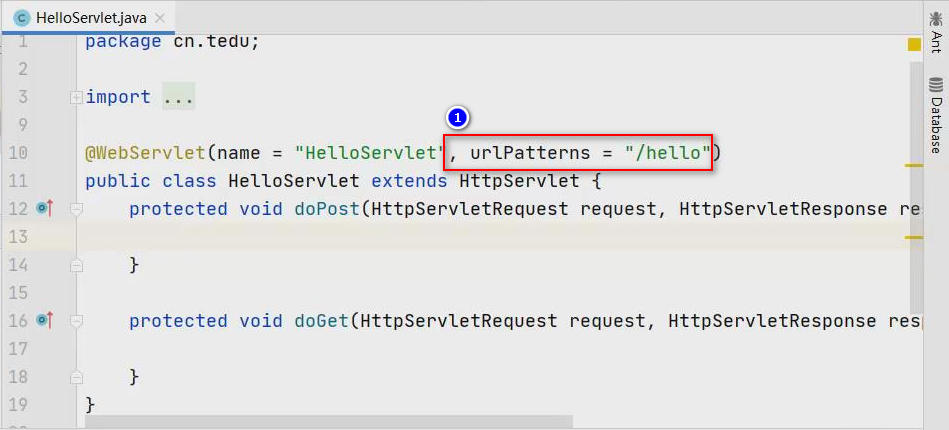 HelloServlet.java
1 package cn.tedu;
2
3 import ...
9
1
10 @WebServlet(name = "HelloServlet", urlPatterns = "/hello")
11 public class HelloServlet extends HttpServlet {
12 protected void doPost(HttpServletRequest request, HttpServletResponse res
13
14 }
15
16 protected void doGet(HttpServletRequest request, HttpServletResponse resp
17
18 }
19 }
Ant
Database